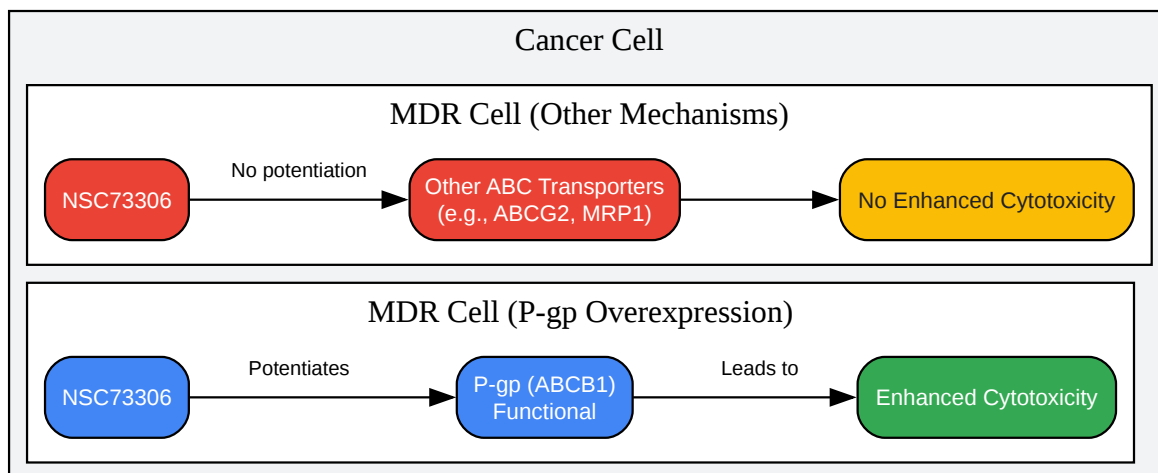 Cancer Cell
MDR Cell (Other Mechanisms)
NSC73306
No potentiation
Other ABC Transporters
(e.g., ABCG2, MRP1)
No Enhanced Cytotoxicity
MDR Cell (P-gp Overexpression)
NSC73306
Potentiates
P-gp (ABCB1)
Functional
Leads to
Enhanced Cytotoxicity